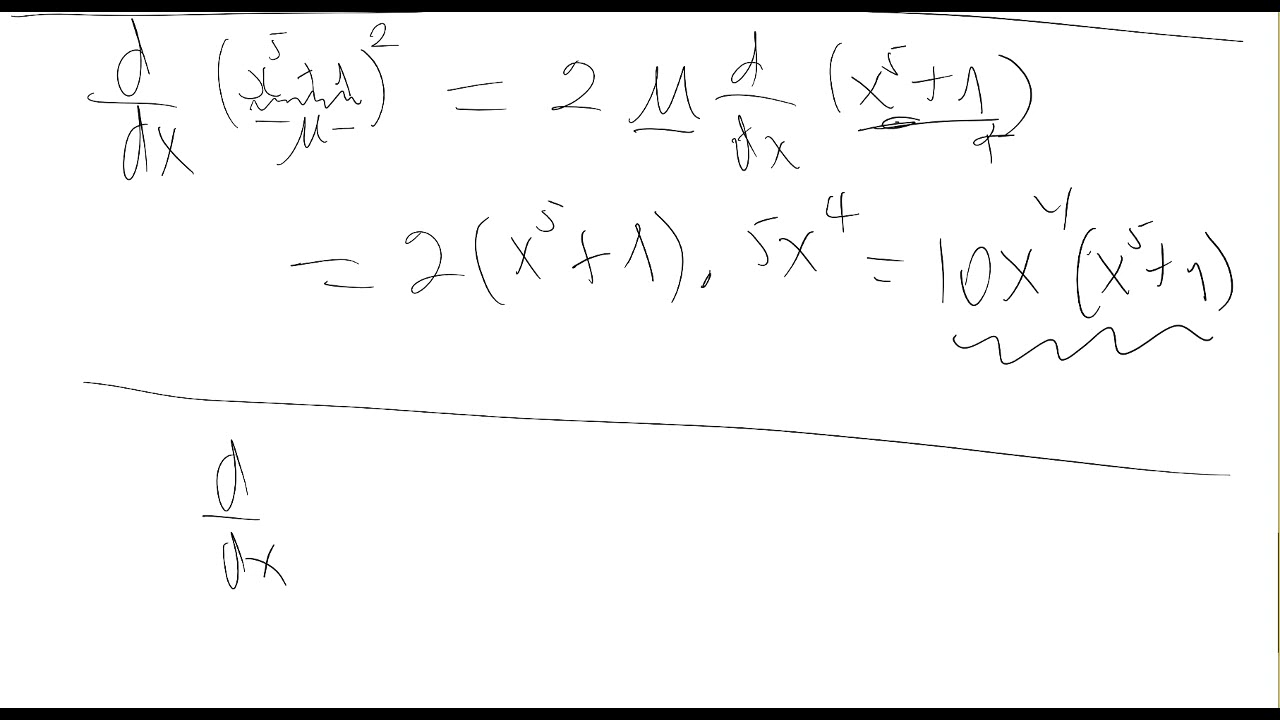 d/dx (x^5+1)^2 = 2 u d/dx (x^5+1)
u
= 2(x^5+1) . 5x^4 = 10x^4(x^5+1)
d/dx